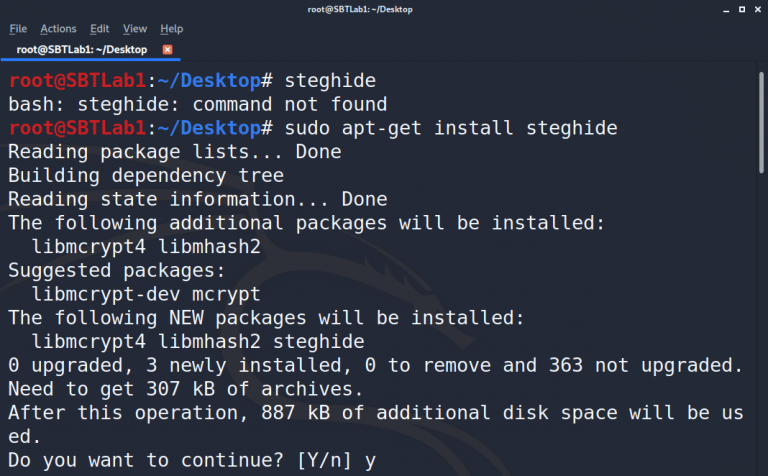 root@SBTLab1: ~/Desktop
File Actions Edit View Help
root@SBTLab1: ~/Desktop
root@SBTLab1:~/Desktop# steghide
bash: steghide: command not found
root@SBTLab1:~/Desktop# sudo apt-get install steghide
Reading package lists... Done
Building dependency tree
Reading state information... Done
The following additional packages will be installed:
  libmcrypt4 libmhash2
Suggested packages:
  libmcrypt-dev mcrypt
The following NEW packages will be installed:
  libmcrypt4 libmhash2 steghide
0 upgraded, 3 newly installed, 0 to remove and 363 not upgraded.
Need to get 307 kB of archives.
After this operation, 887 kB of additional disk space will be us
ed.
Do you want to continue? [Y/n] y